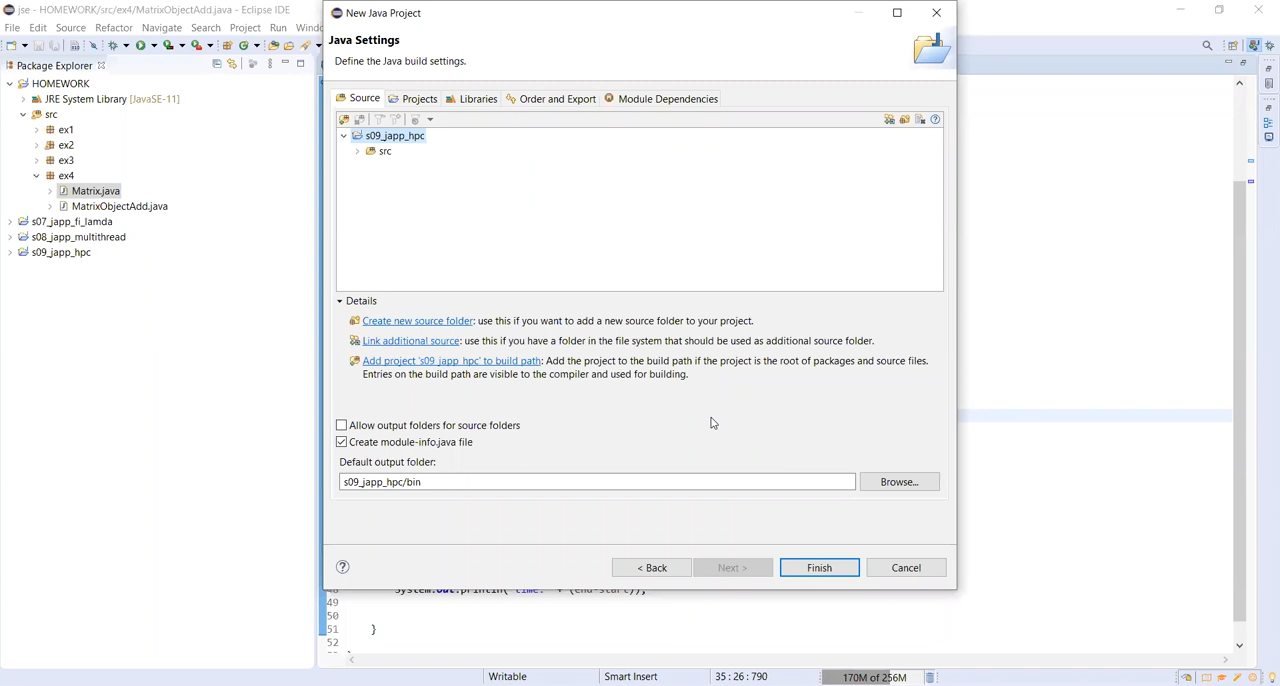 jse - HOMEWORK/src/ex4/MatrixObjectAdd.java - Eclipse IDE
File Edit Source Refactor Navigate Search Project Run Windo
Package Explorer
HOMEWORK
JRE System Library [JavaSE-11]
src
ex1
ex2
ex3
ex4
Matrix.java
MatrixObjectAdd.java
s07_japp_fi_lamda
s08_japp_multithread
s09_japp_hpc
New Java Project
Java Settings
Define the Java build settings.
Source Projects Libraries Order and Export Module Dependencies
s09_japp_hpc
src
Details
Create new source folder: use this if you want to add a new source folder to your project.
Link additional source: use this if you have a folder in the file system that should be used as additional source folder.
Add project 's09_japp_hpc' to build path: Add the project to the build path if the project is the root of packages and source files.
Entries on the build path are visible to the compiler and used for building.
Allow output folders for source folders
Create module-info.java file
Default output folder:
s09_japp_hpc/bin Browse...
< Back Next > Finish Cancel
49
50
51 }
52
Writable Smart Insert 35 : 26 : 790 170M of 256M